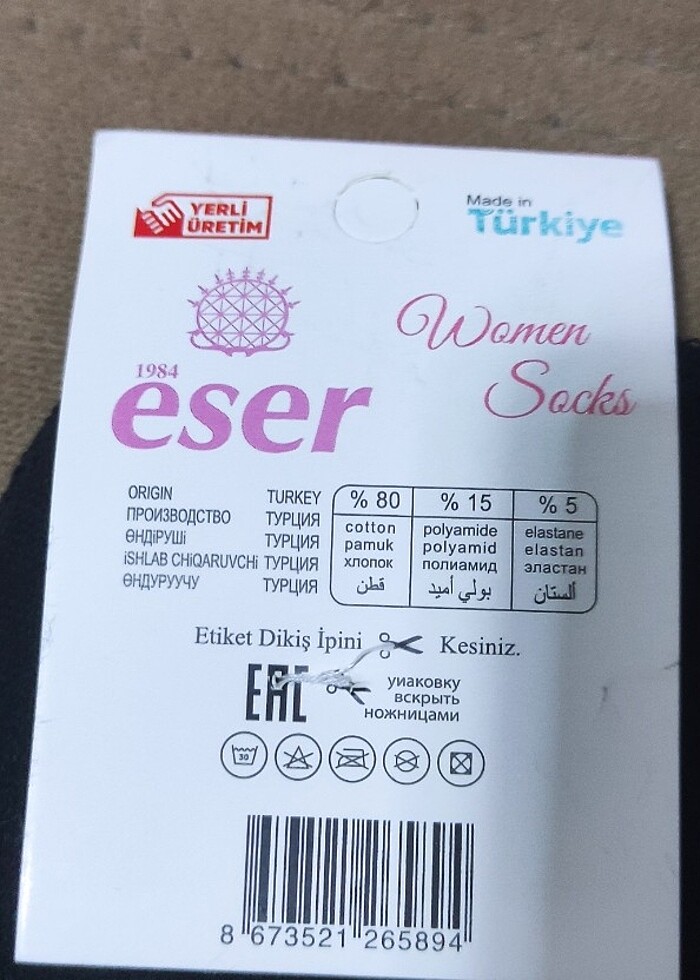 YERLİ
ÜRETİM
Made in
Türkiye
Women
Socks
1984
eser
ORIGIN TURKEY
ПРОИЗВОДСТВО ТУРЦИЯ
ӨНДіРУШі ТУРЦИЯ
iSHLAB CHiQARUVCHi ТУРЦИЯ
ӨНДУРУУЧУ ТУРЦИЯ
% 80 % 15 % 5
cotton polyamide elastane
pamuk polyamid elastan
хлопок полиамид эластан
قطن بولي أميد ألستان
Etiket Dikiş İpini Kesiniz.
EAC
уиаковку
вскрыть
ножницами
30
8 673521 265894